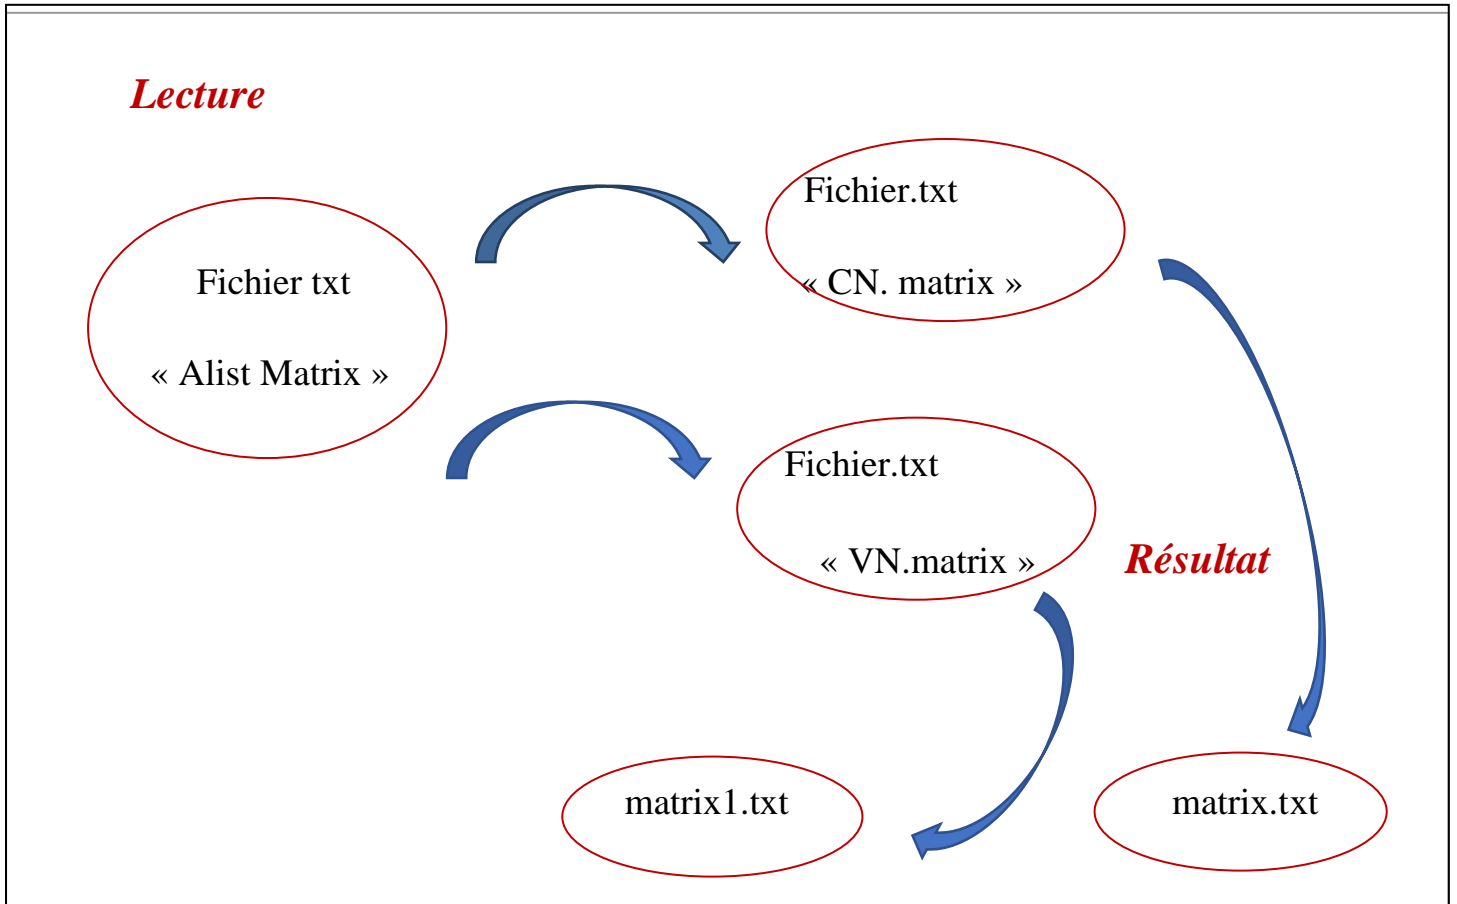 Lecture
Fichier.txt
« CN. matrix »
Fichier txt
« Alist Matrix »
Fichier.txt
« VN.matrix »
Résultat
matrix1.txt
matrix.txt